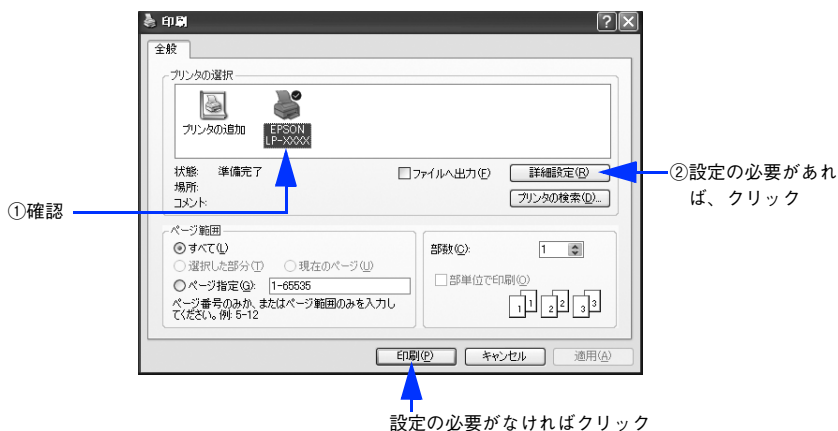 印刷
全般
プリンタの選択
プリンタの追加
EPSON
LP-XXXX
状態: 準備完了
場所:
コメント:
ファイルへ出力(F)
詳細設定(R)
プリンタの検索(D)...
①確認
②設定の必要があれ
ば、クリック
ページ範囲
すべて(L)
選択した部分(T)
現在のページ(U)
ページ指定(G):
1-65535
ページ番号のみか、またはページ範囲のみを入力し
てください。例: 5-12
部数(C):
1
部単位で印刷(O)
1 1 2 2 3 3
印刷(P)
キャンセル
適用(A)
設定の必要がなければクリック